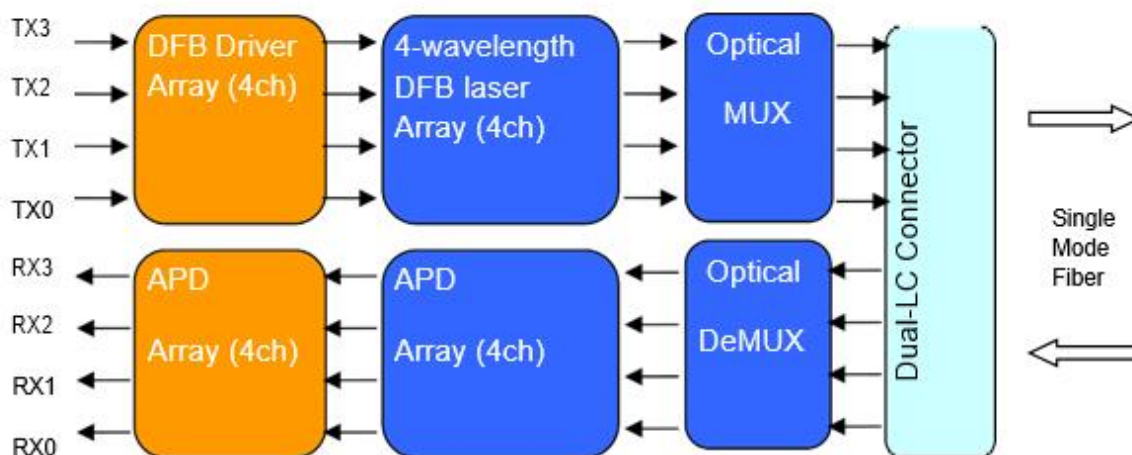 TX3
TX2
TX1
TX0
DFB Driver
Array (4ch)
4-wavelength
DFB laser
Array (4ch)
Optical
MUX
RX3
RX2
RX1
RX0
APD
Array (4ch)
APD
Array (4ch)
Optical
DeMUX
Dual-LC Connector
Single
Mode
Fiber